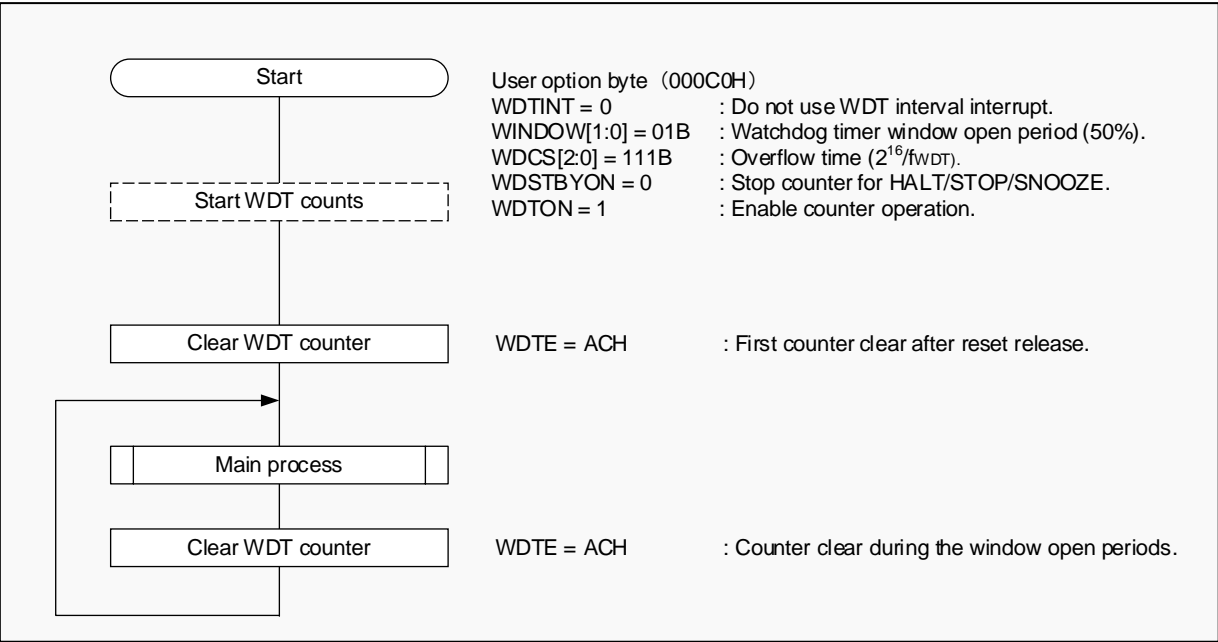 Start
User option byte（000C0H）
WDTINT = 0 : Do not use WDT interval interrupt.
WINDOW[1:0] = 01B : Watchdog timer window open period (50%).
WDCS[2:0] = 111B : Overflow time (2^16/fWDT).
WDSTBYON = 0 : Stop counter for HALT/STOP/SNOOZE.
Start WDT counts
WDTON = 1 : Enable counter operation.
Clear WDT counter
WDTE = ACH : First counter clear after reset release.
Main process
Clear WDT counter
WDTE = ACH : Counter clear during the window open periods.